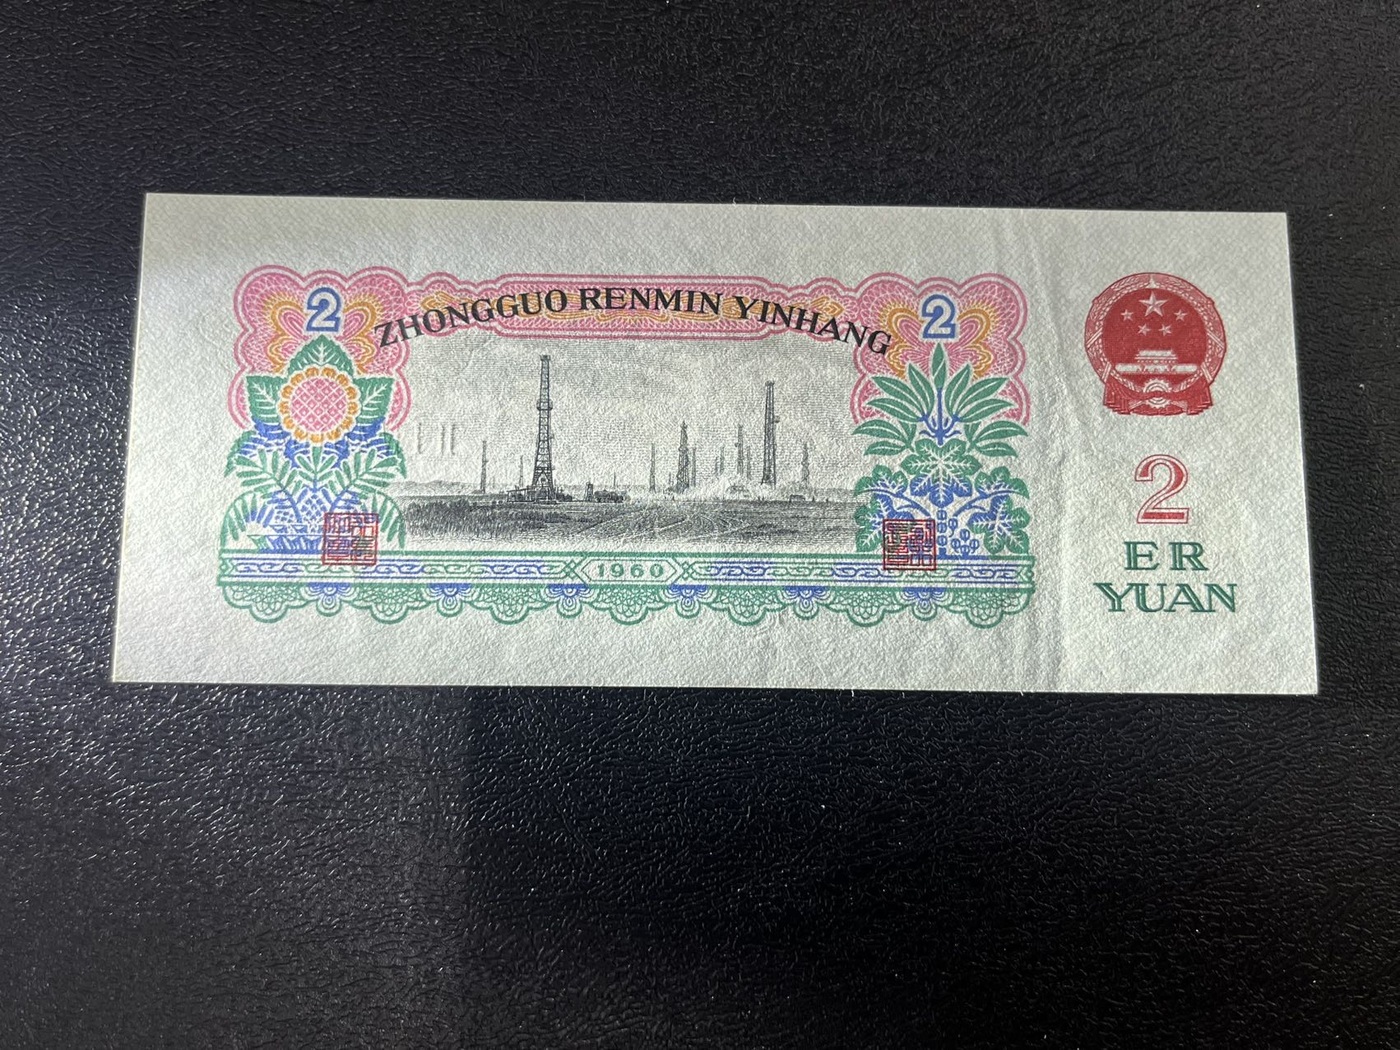 ZHONGGUO RENMIN YINHANG
2
2
1960
2
ER
YUAN